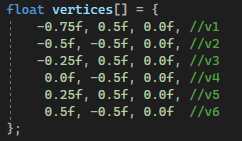 float vertices[] = {
    -0.75f, 0.5f, 0.0f, //v1
    -0.5f, -0.5f, 0.0f, //v2
    -0.25f, 0.5f, 0.0f, //v3
     0.0f, -0.5f, 0.0f, //v4
     0.25f, 0.5f, 0.0f, //v5
     0.5f, -0.5f, 0.0f  //v6
};